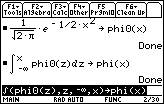 F1▾ F2▾ F3▾ F4▾ F5 F6▾
Tools Algebra Calc Other PrgmIO Clean Up
■ 1/√(2·π) · e^(-1/2·x²) → phi0(x)
Done
■ ∫_{-∞}^{x} phi0(z)dz → phi(x)
Done
∫(phi0(z),z,-∞,x)→phi(x)
MAIN RAD AUTO FUNC 2/30